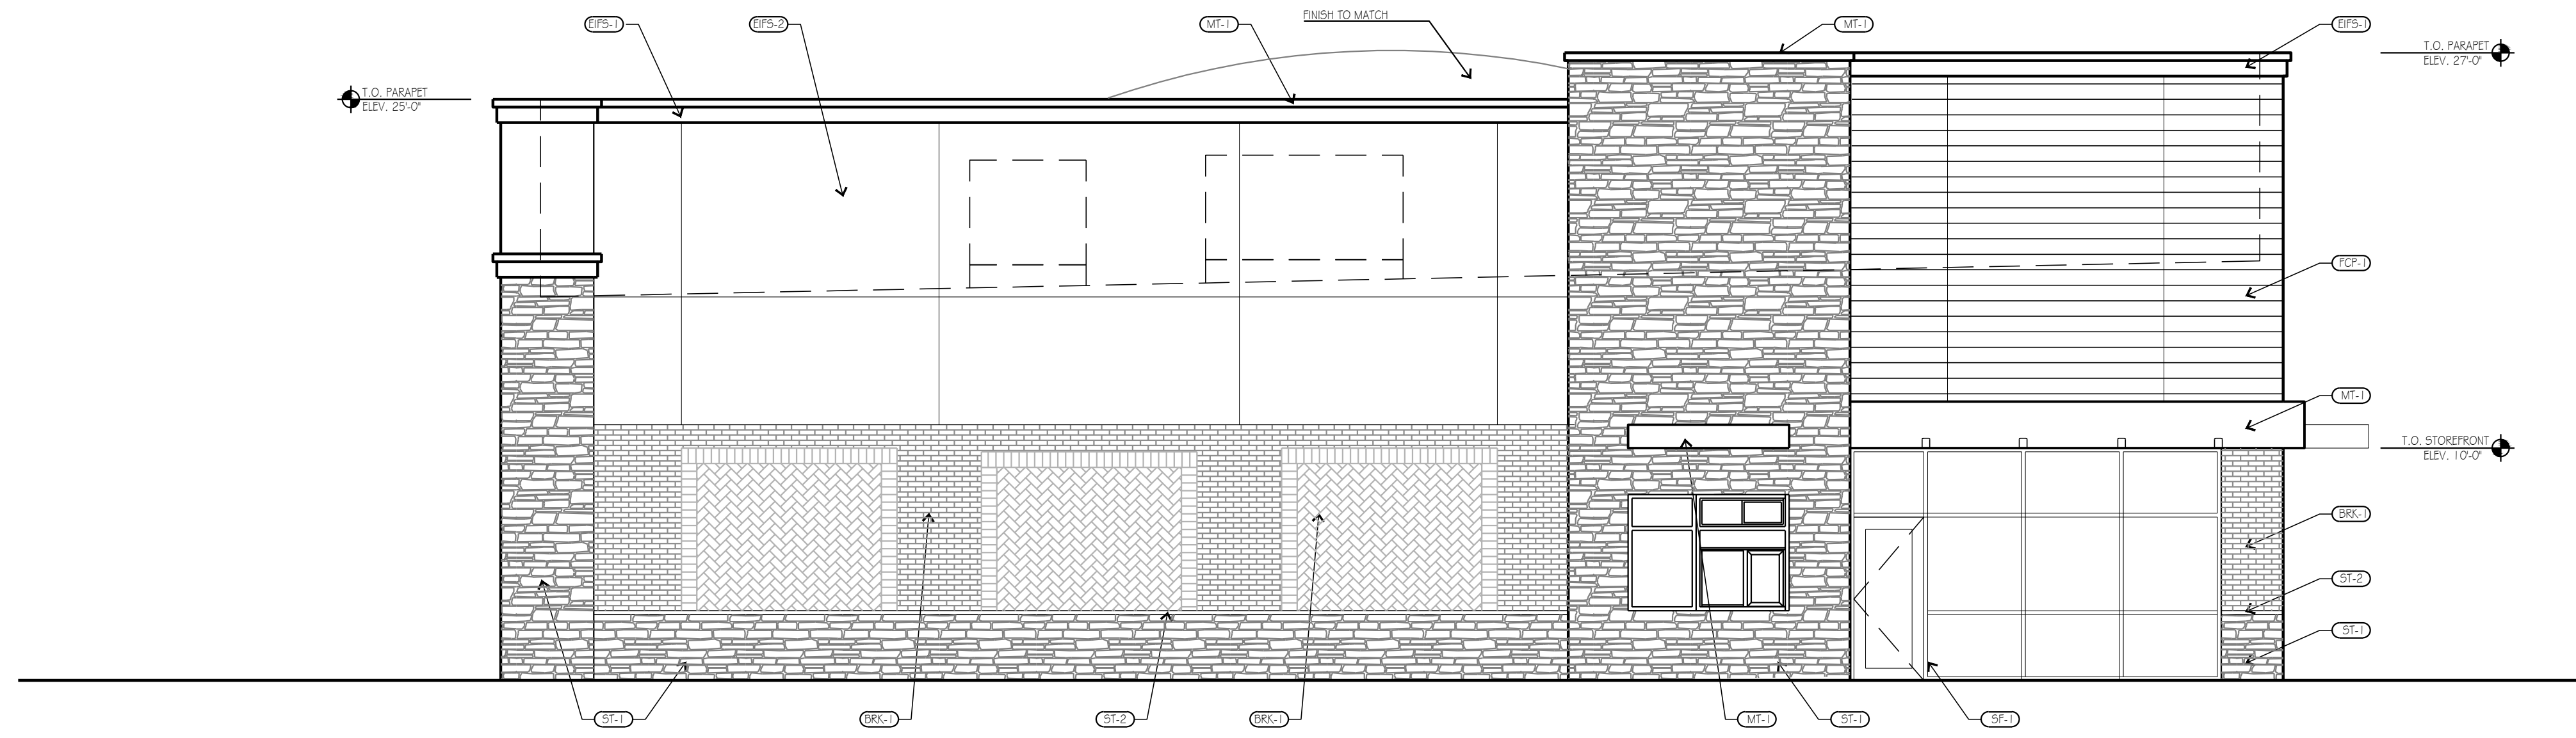 EIFS-1
EIFS-2
MT-1
FINISH TO MATCH
MT-1
EIFS-1
T.O. PARAPET
ELEV. 27'-0"
T.O. PARAPET
ELEV. 25'-0"
FCP-1
MT-1
T.O. STOREFRONT
ELEV. 10'-0"
BRK-1
ST-2
ST-1
ST-1
BRK-1
ST-2
BRK-1
MT-1
ST-1
SF-1